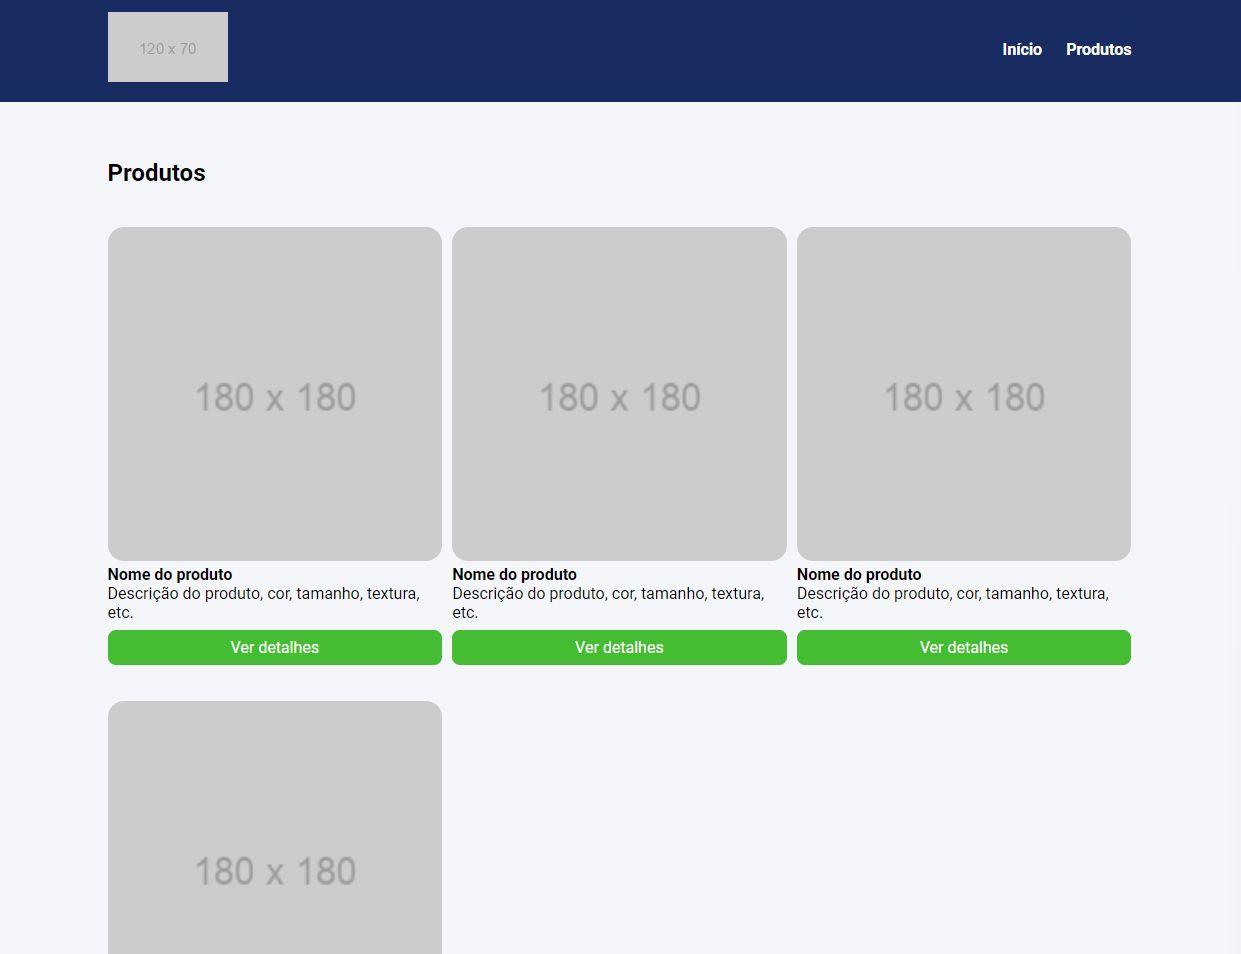 120 x 70
Início Produtos
Produtos
180 x 180
180 x 180
180 x 180
Nome do produto
Descrição do produto, cor, tamanho, textura,
etc.
Ver detalhes
Nome do produto
Descrição do produto, cor, tamanho, textura,
etc.
Ver detalhes
Nome do produto
Descrição do produto, cor, tamanho, textura,
etc.
Ver detalhes
180 x 180